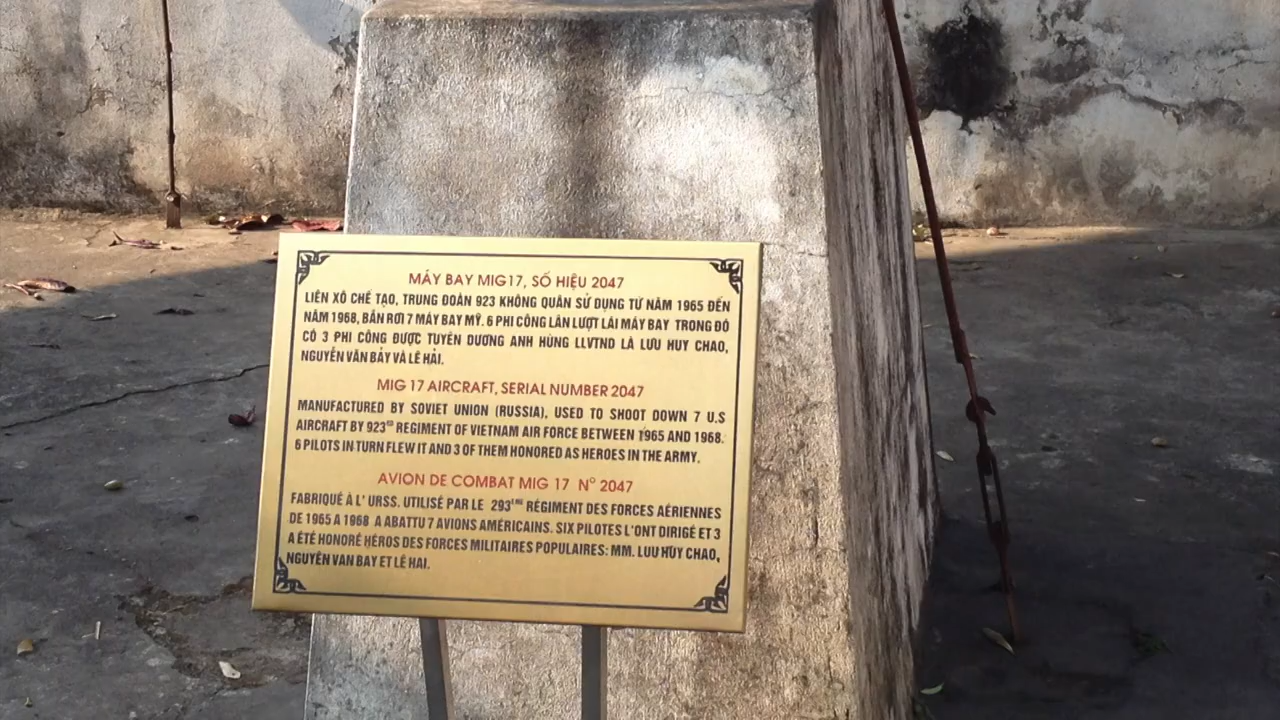 MÁY BAY MIG17, SỐ HIỆU 2047
LIÊN XÔ CHẾ TẠO, TRUNG ĐOÀN 923 KHÔNG QUÂN SỬ DỤNG TỪ NĂM 1965 ĐẾN
NĂM 1968, BẮN RƠI 7 MÁY BAY MỸ. 6 PHI CÔNG LẦN LƯỢT LÁI MÁY BAY TRONG ĐÓ
CÓ 3 PHI CÔNG ĐƯỢC TUYÊN DƯƠNG ANH HÙNG LLVTND LÀ LƯU HUY CHAO,
NGUYỄN VĂN BẢY VÀ LÊ HẢI.
MIG 17 AIRCRAFT, SERIAL NUMBER 2047
MANUFACTURED BY SOVIET UNION (RUSSIA), USED TO SHOOT DOWN 7 U.S
AIRCRAFT BY 923RD REGIMENT OF VIETNAM AIR FORCE BETWEEN 1965 AND 1968.
6 PILOTS IN TURN FLEW IT AND 3 OF THEM HONORED AS HEROES IN THE ARMY.
AVION DE COMBAT MIG 17 N° 2047
FABRIQUÉ À L' URSS. UTILISÉ PAR LE 293ÈME RÉGIMENT DES FORCES AÉRIENNES
DE 1965 A 1968 A ABATTU 7 AVIONS AMÉRICAINS. SIX PILOTES L'ONT DIRIGÉ ET 3
A ÉTÉ HONORÉ HÉROS DES FORCES MILITAIRES POPULAIRES: MM. LUU HUY CHAO,
NGUYÊN VAN BAY ET LÊ HAI.